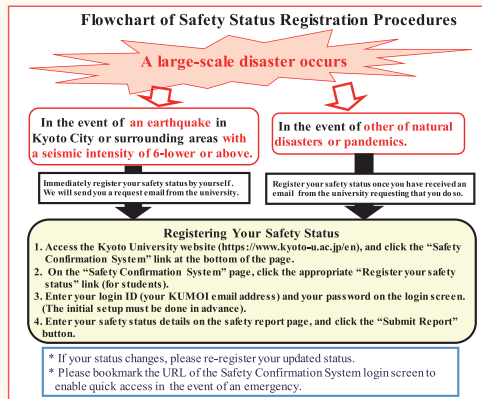 Flowchart of Safety Status Registration Procedures
A large-scale disaster occurs
In the event of an earthquake in
Kyoto City or surrounding areas with
a seismic intensity of 6-lower or above.
In the event of other of natural
disasters or pandemics.
Immediately register your safety status by yourself.
We will send you a request email from the university.
Register your safety status once you have received an
email from the university requesting that you do so.
Registering Your Safety Status
1. Access the Kyoto University website (https://www.kyoto-u.ac.jp/en), and click the “Safety
Confirmation System” link at the bottom of the page.
2. On the “Safety Confirmation System” page, click the appropriate “Register your safety
status” link (for students).
3. Enter your login ID (your KUMOI email address) and your password on the login screen.
(The initial setup must be done in advance).
4. Enter your safety status details on the safety report page, and click the “Submit Report”
button.
* If your status changes, please re-register your updated status.
* Please bookmark the URL of the Safety Confirmation System login screen to
enable quick access in the event of an emergency.